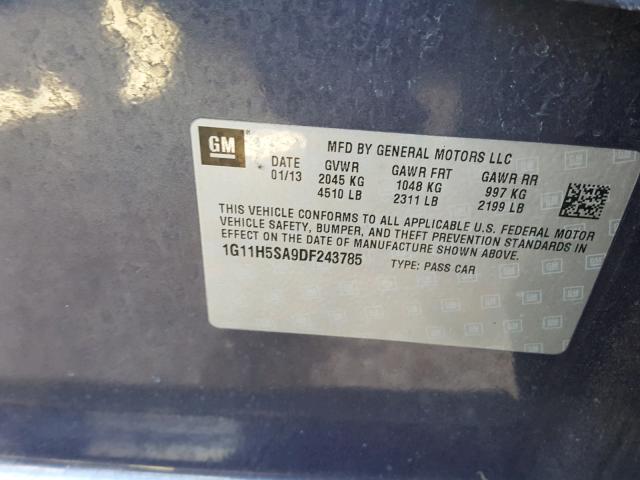 GM
MFD BY GENERAL MOTORS LLC
DATE GVWR GAWR FRT GAWR RR
01/13 2045 KG 1048 KG 997 KG
4510 LB 2311 LB 2199 LB
THIS VEHICLE CONFORMS TO ALL APPLICABLE U.S. FEDERAL MOTOR
VEHICLE SAFETY, BUMPER, AND THEFT PREVENTION STANDARDS IN
EFFECT ON THE DATE OF MANUFACTURE SHOWN ABOVE.
1G11H5SA9DF243785 TYPE: PASS CAR